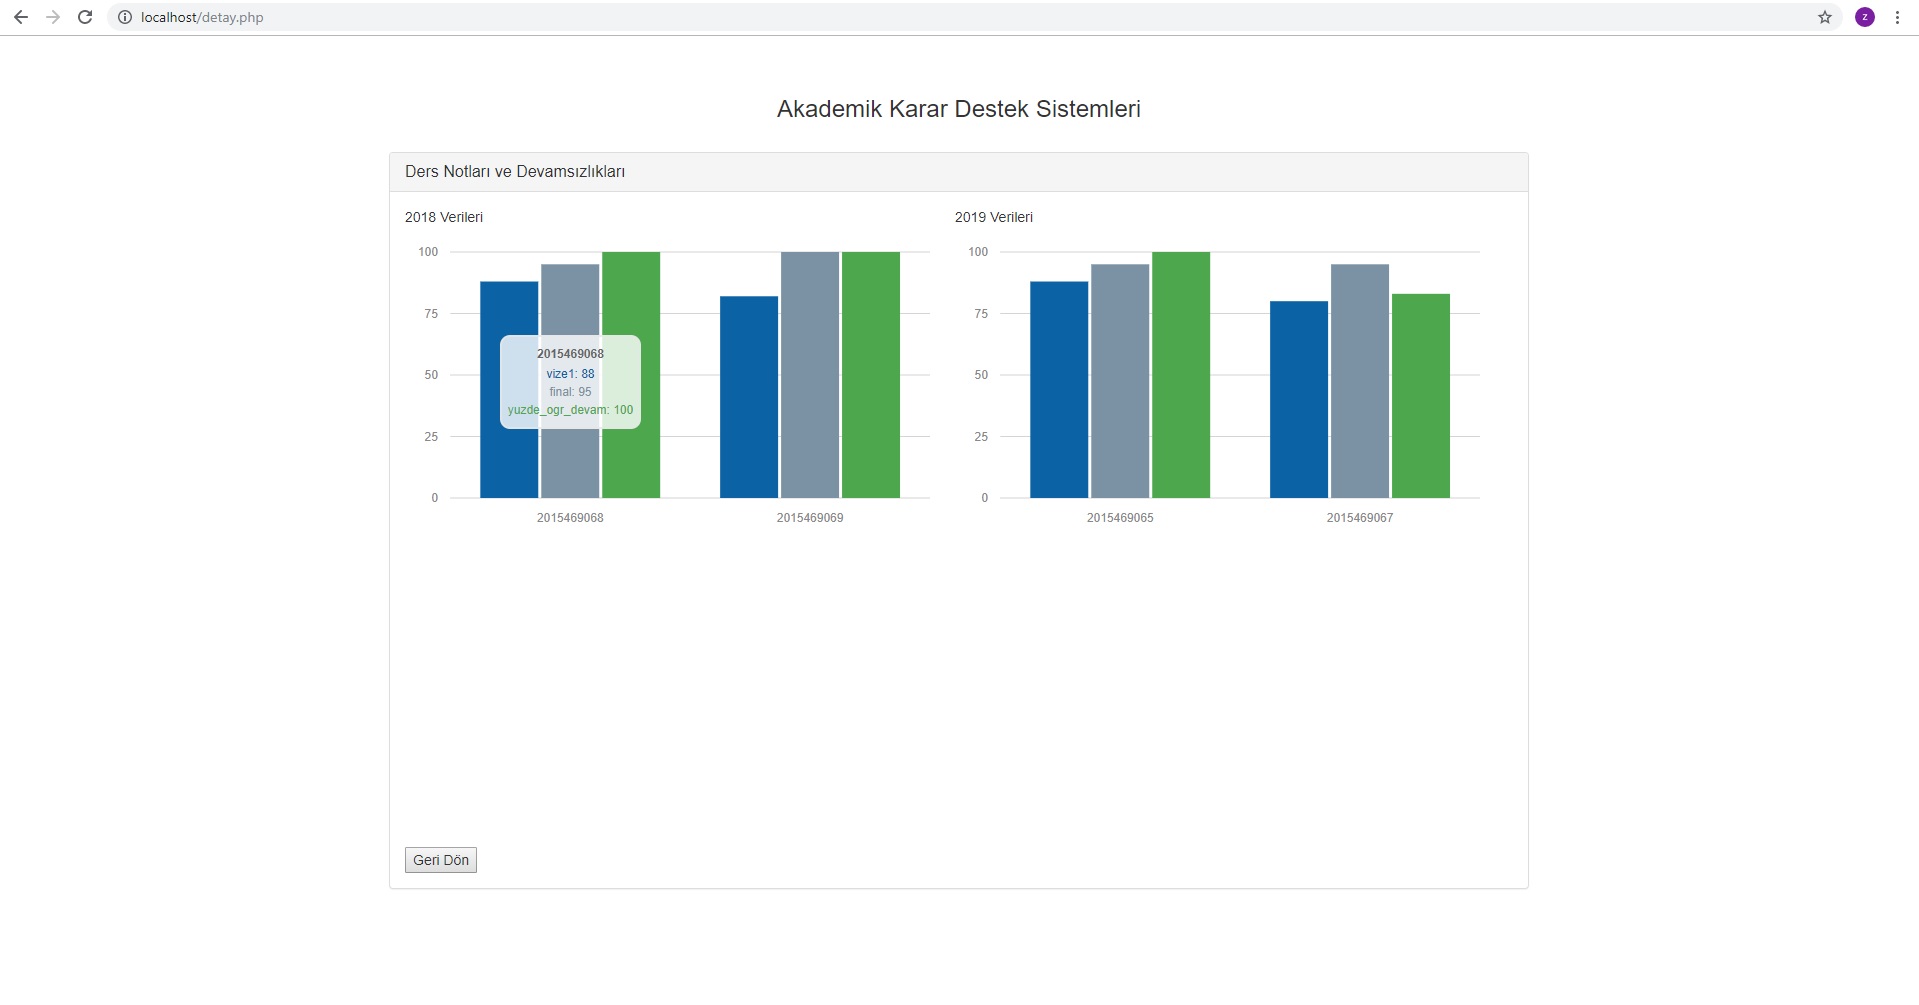 localhost/detay.php
z
Akademik Karar Destek Sistemleri
Ders Notları ve Devamsızlıkları
2018 Verileri
100
75
50
25
0
2015469068
vize1: 88
final: 95
yuzde_ogr_devam: 100
2015469068
2015469069
2019 Verileri
100
75
50
25
0
2015469065
2015469067
Geri Dön